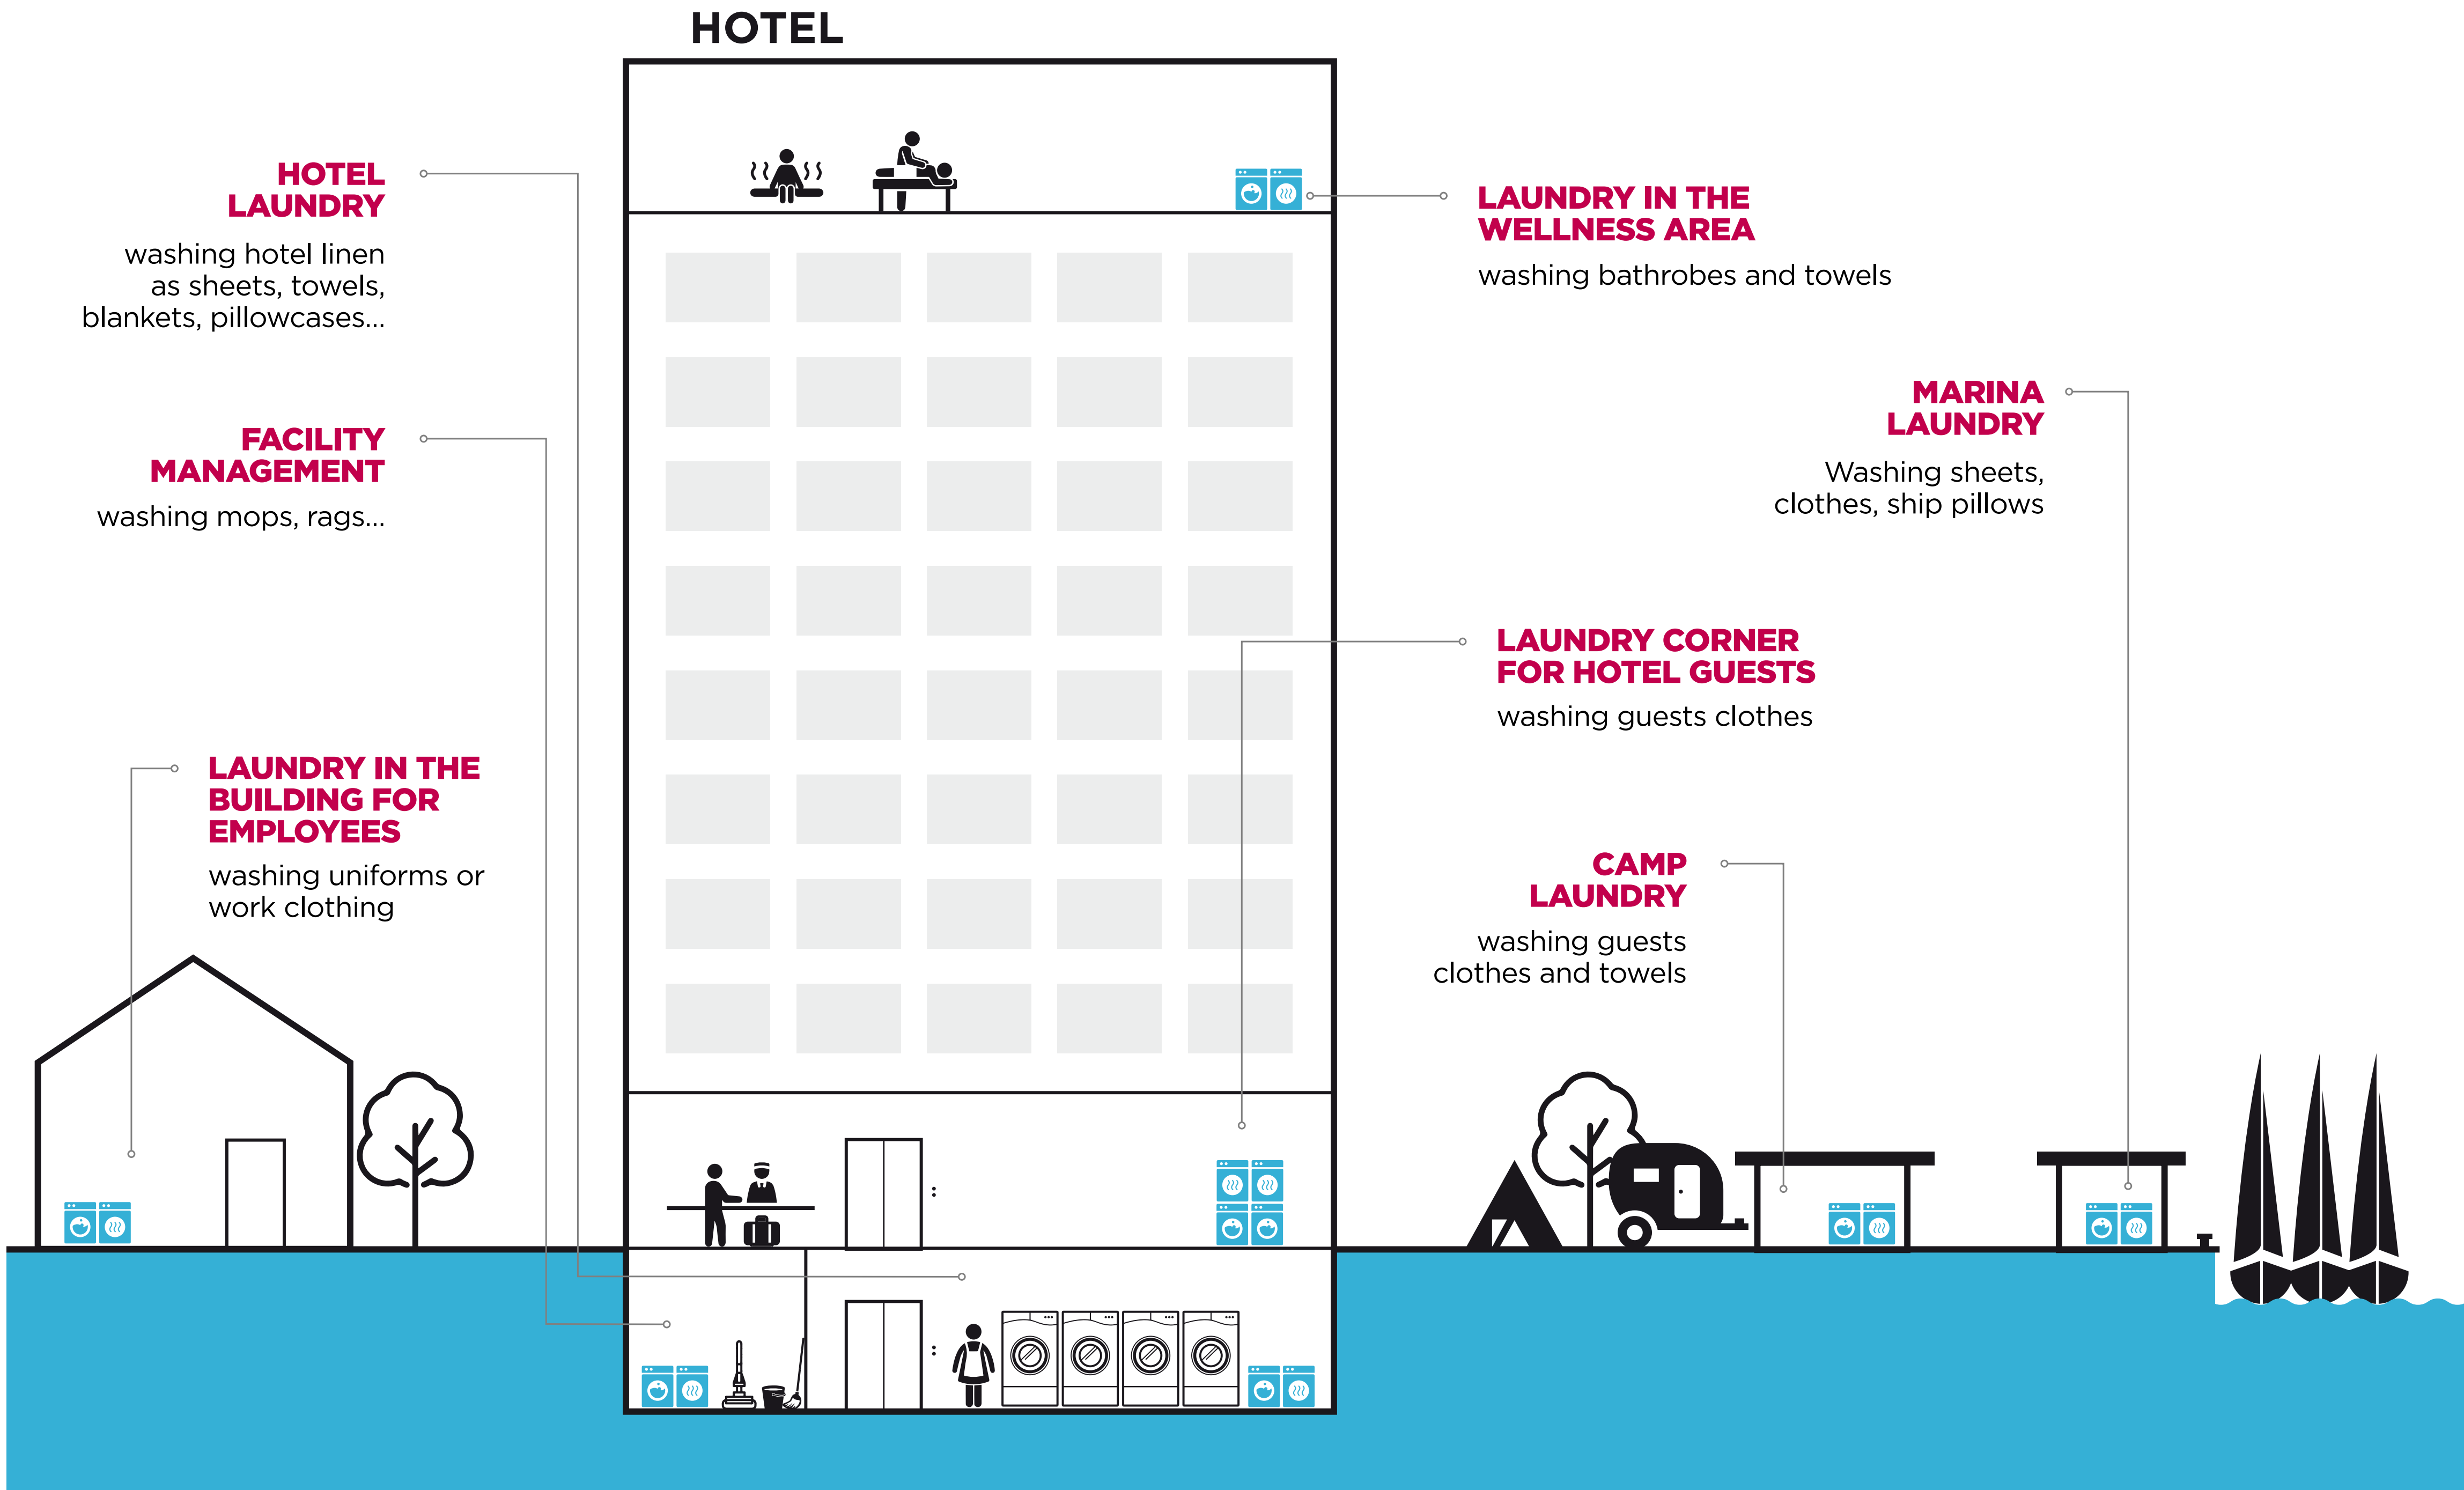 HOTEL
HOTEL
LAUNDRY
washing hotel linen
as sheets, towels,
blankets, pillowcases...
FACILITY
MANAGEMENT
washing mops, rags...
LAUNDRY IN THE
BUILDING FOR
EMPLOYEES
washing uniforms or
work clothing
LAUNDRY IN THE
WELLNESS AREA
washing bathrobes and towels
MARINA
LAUNDRY
Washing sheets,
clothes, ship pillows
LAUNDRY CORNER
FOR HOTEL GUESTS
washing guests clothes
CAMP
LAUNDRY
washing guests
clothes and towels